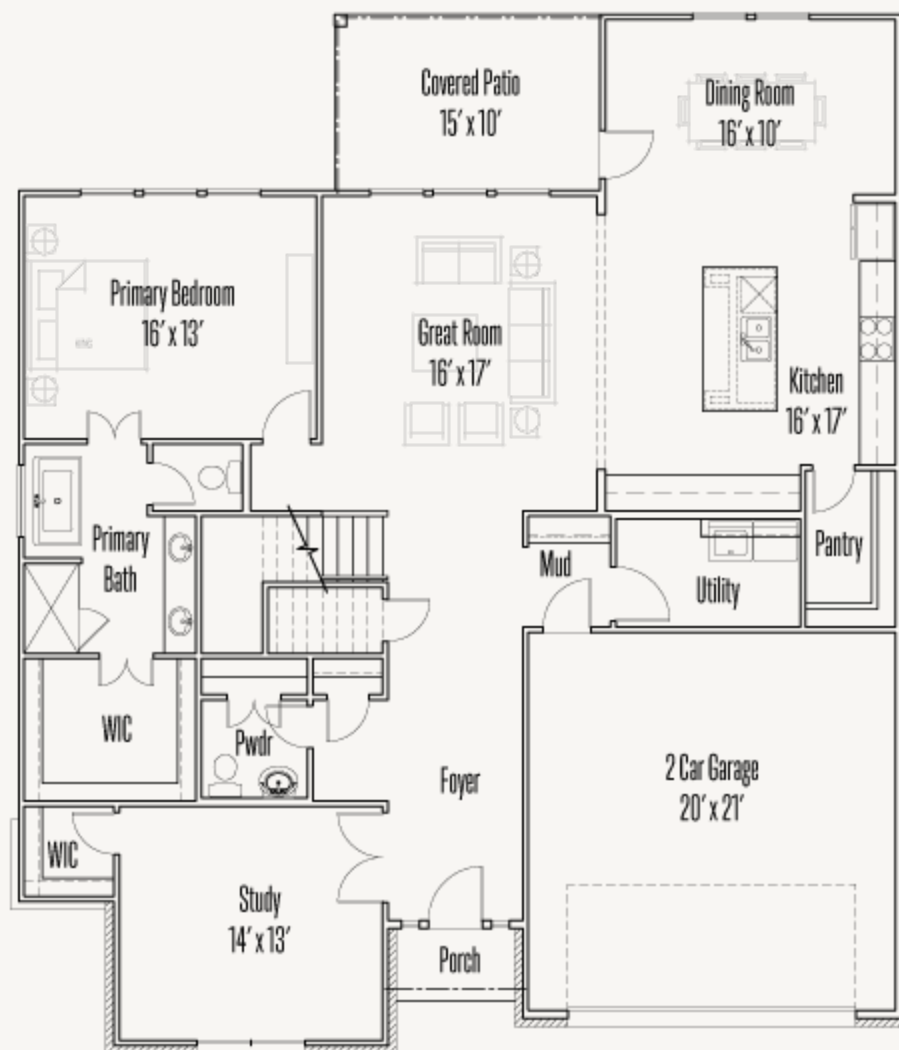 Covered Patio
15' x 10'
Dining Room
16' x 10'
Primary Bedroom
16' x 13'
Great Room
16' x 17'
Kitchen
16' x 17'
Primary
Bath
Mud
Utility
Pantry
WIC
Pwdr
Foyer
2 Car Garage
20' x 21'
WIC
Study
14' x 13'
Porch